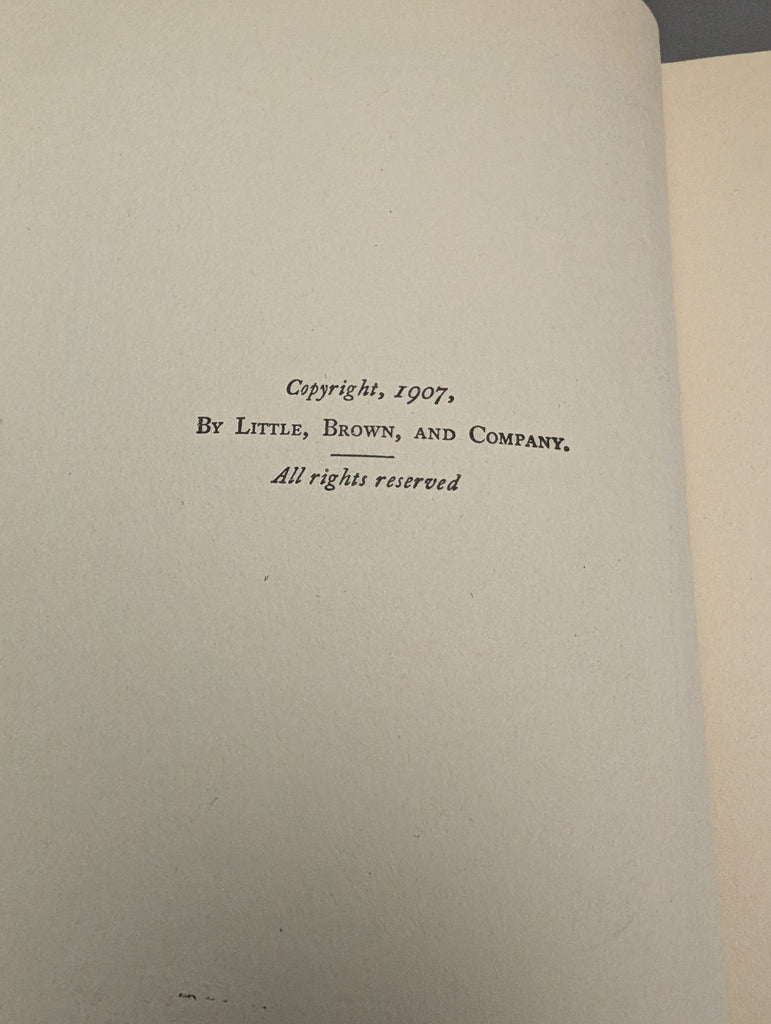 Copyright, 1907,
By Little, Brown, and Company.
All rights reserved